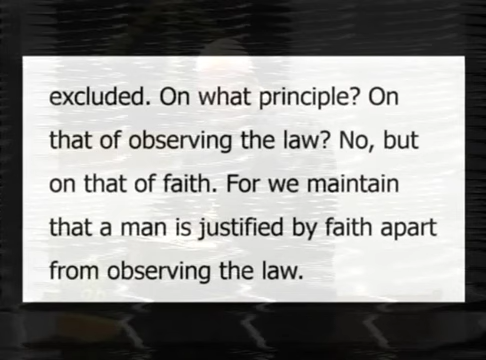 excluded. On what principle? On
that of observing the law? No, but
on that of faith. For we maintain
that a man is justified by faith apart
from observing the law.